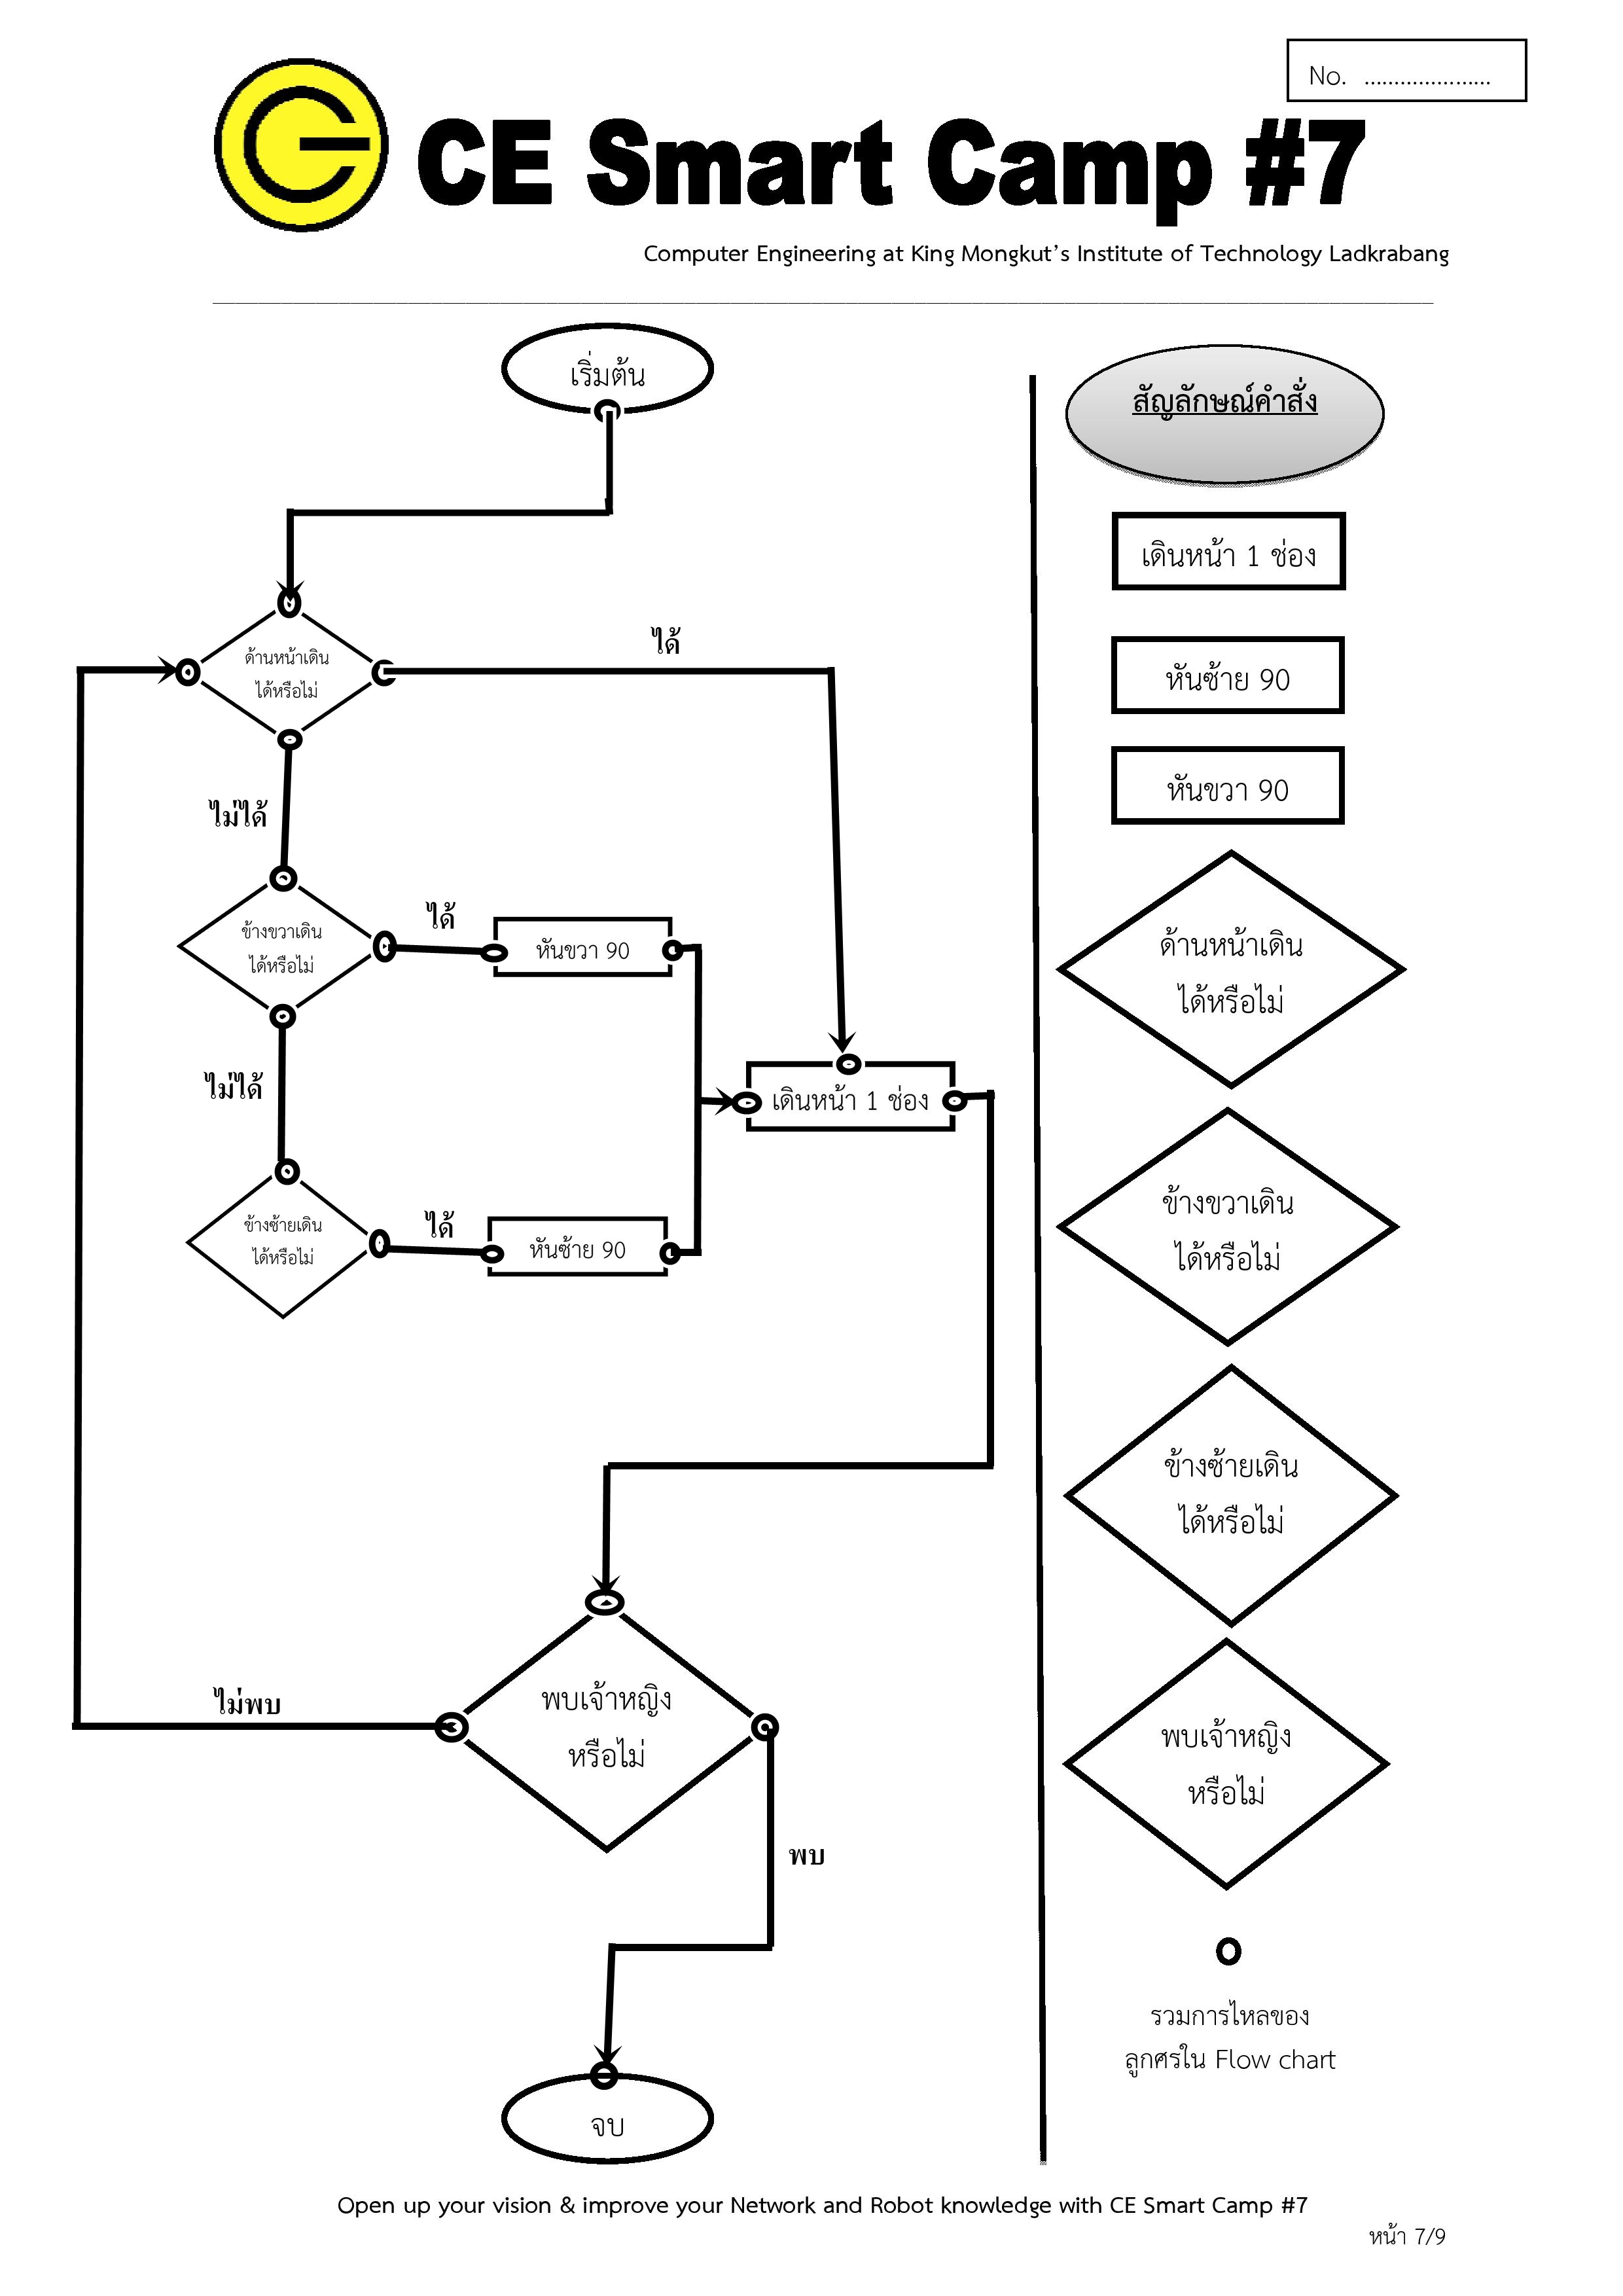 No. .....................
CE Smart Camp #7
Computer Engineering at King Mongkut's Institute of Technology Ladkrabang
เริ่มต้น
ด้านหน้าเดิน
ได้หรือไม่
ได้
ไม่ได้
ข้างขวาเดิน
ได้หรือไม่
ได้
หันขวา 90
ไม่ได้
เดินหน้า 1 ช่อง
ข้างซ้ายเดิน
ได้หรือไม่
ได้
หันซ้าย 90
พบเจ้าหญิง
หรือไม่
ไม่พบ
พบ
จบ
สัญลักษณ์คำสั่ง
เดินหน้า 1 ช่อง
หันซ้าย 90
หันขวา 90
ด้านหน้าเดิน
ได้หรือไม่
ข้างขวาเดิน
ได้หรือไม่
ข้างซ้ายเดิน
ได้หรือไม่
พบเจ้าหญิง
หรือไม่
รวมการไหลของ
ลูกศรใน Flow chart
Open up your vision & improve your Network and Robot knowledge with CE Smart Camp #7
หน้า 7/9